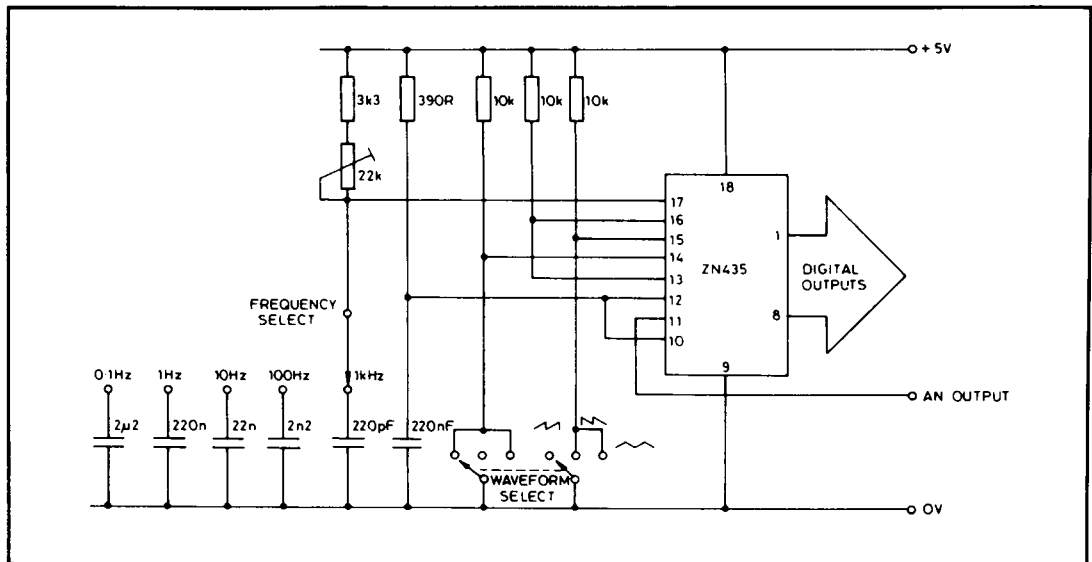 + 5V
3k3
390R
10k
10k
10k
22k
18
17
16
15
14
13
12
11
10
1
8
9
ZN435
DIGITAL
OUTPUTS
FREQUENCY
SELECT
0.1Hz
1Hz
10Hz
100Hz
1kHz
AN OUTPUT
2µ2
220n
22n
2n2
220pF
220nF
WAVEFORM
SELECT
0V